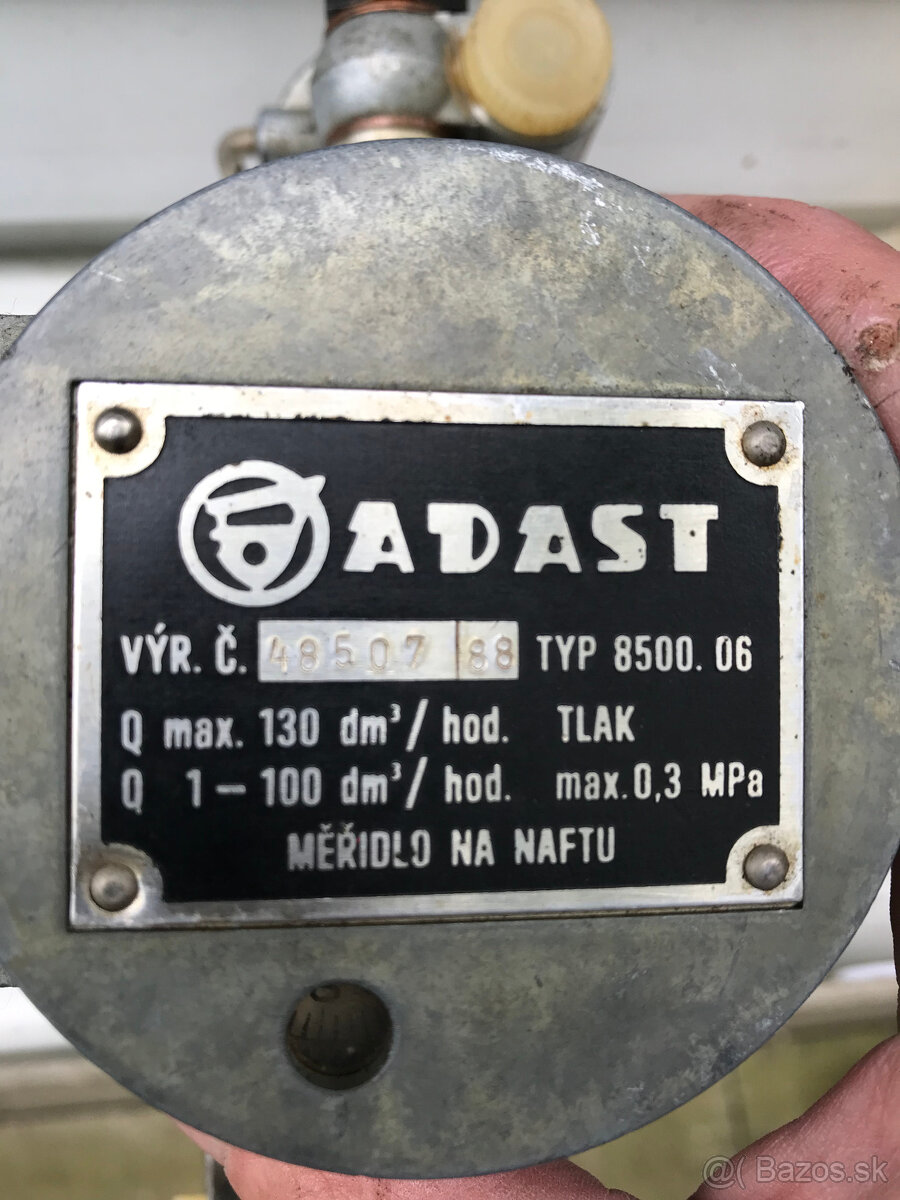 ADAST
VÝR. Č. 48507 88 TYP 8500. 06
Q max. 130 dm³/ hod. TLAK
Q 1 – 100 dm³/ hod. max. 0,3 MPa
MĚŘIDLO NA NAFTU
@( Bazos.sk